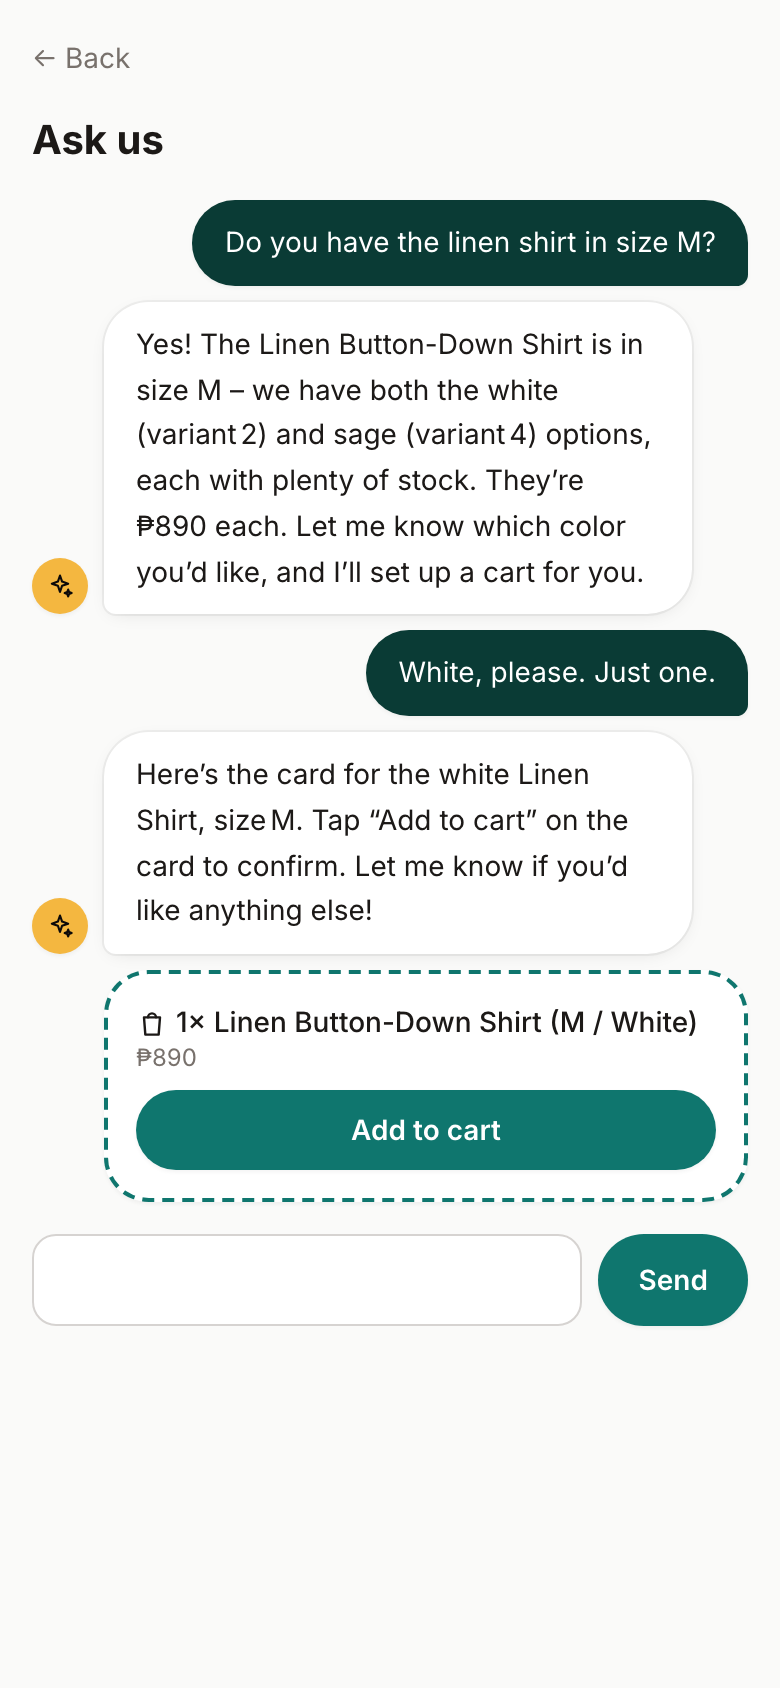 ← Back
Ask us
Do you have the linen shirt in size M?
Yes! The Linen Button-Down Shirt is in
size M – we have both the white
(variant 2) and sage (variant 4) options,
each with plenty of stock. They’re
₱890 each. Let me know which color
you’d like, and I’ll set up a cart for you.
White, please. Just one.
Here’s the card for the white Linen
Shirt, size M. Tap “Add to cart” on the
card to confirm. Let me know if you’d
like anything else!
1× Linen Button-Down Shirt (M / White)
₱890
Add to cart
Send